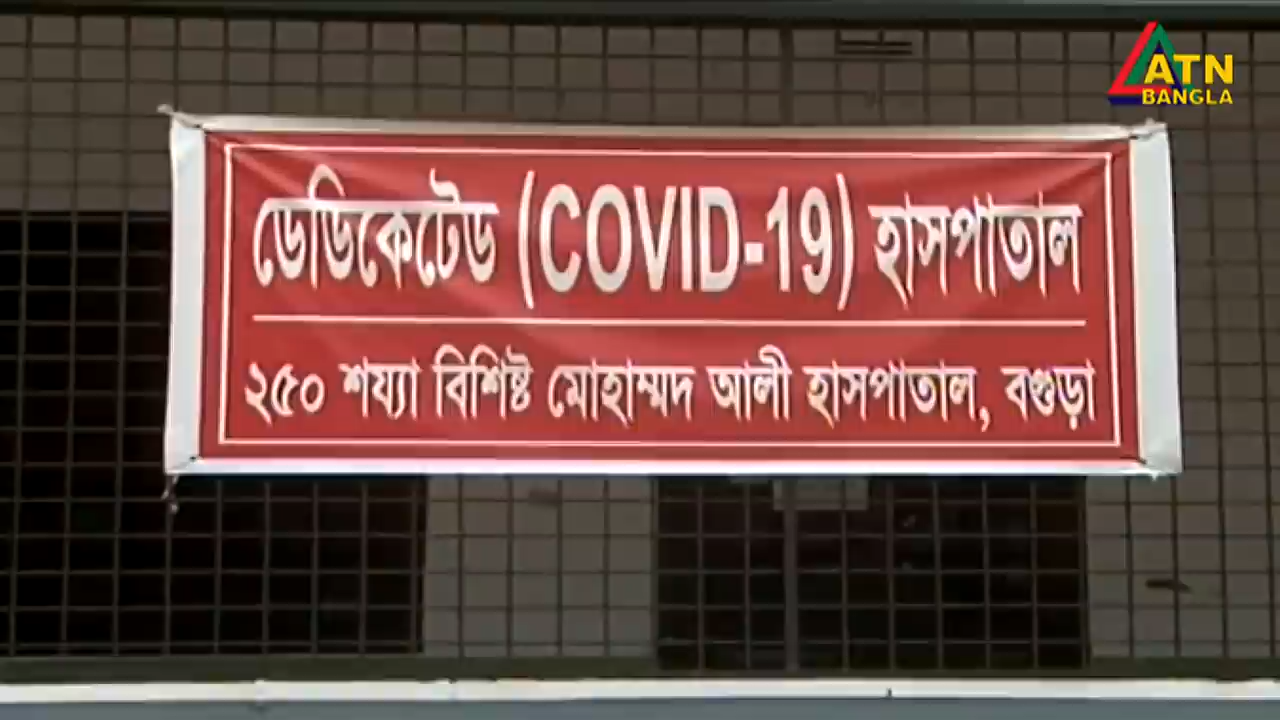 ATN
BANGLA
ডেডিকেটেড (COVID-19) হাসপাতাল
২৫০ শয্যা বিশিষ্ট মোহাম্মদ আলী হাসপাতাল, বগুড়া